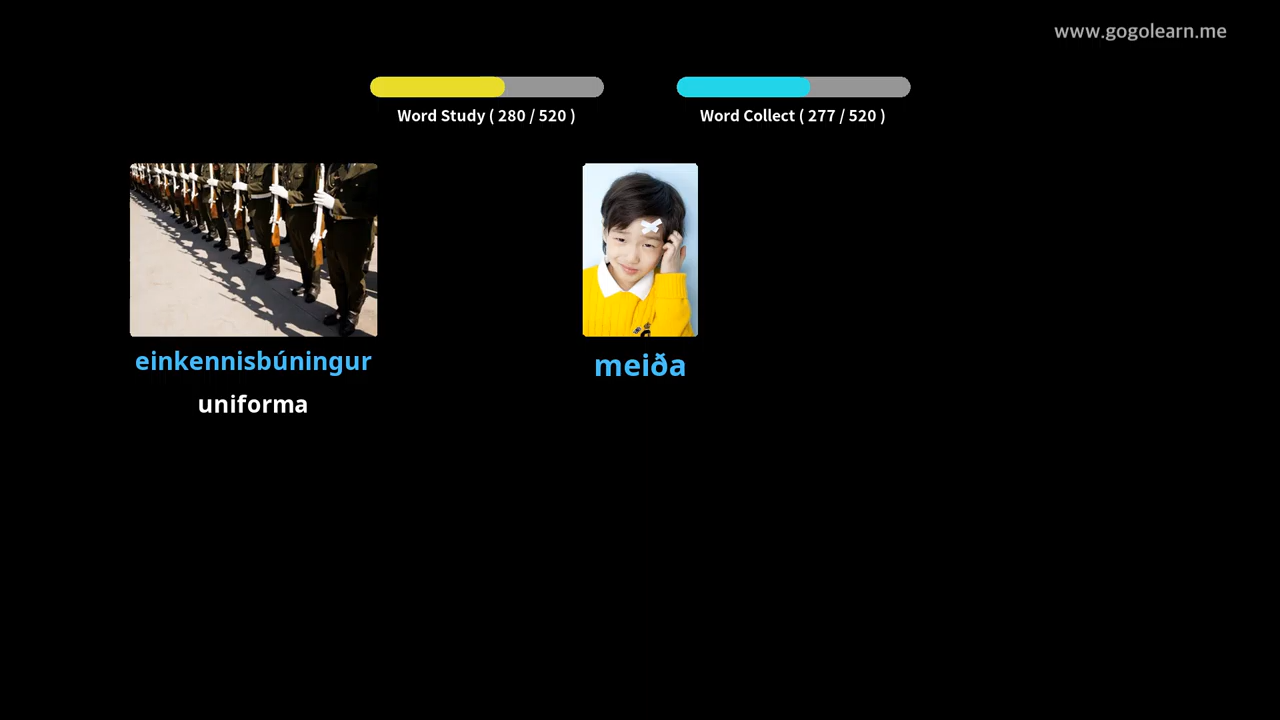 www.gogolearn.me
Word Study ( 280 / 520 )
Word Collect ( 277 / 520 )
einkennisbúningur
meiða
uniforma